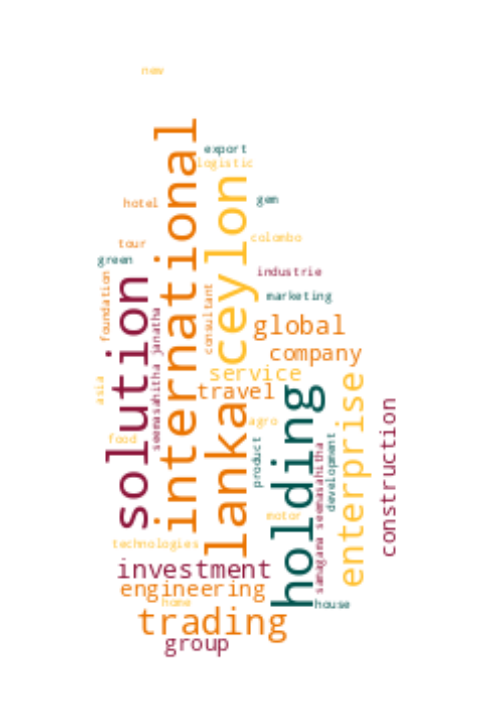 new
international
export
logistic
ceylon
hotel
gem
tour
colombo
green
industrie
foundation
solution
consultant
marketing
seemasahitha janatha
global
company
service
travel
asia
lanka
holding
enterprise
construction
agro
food
product
development
samagama seemasahitha
motor
technologies
investment
engineering
home
house
trading
group